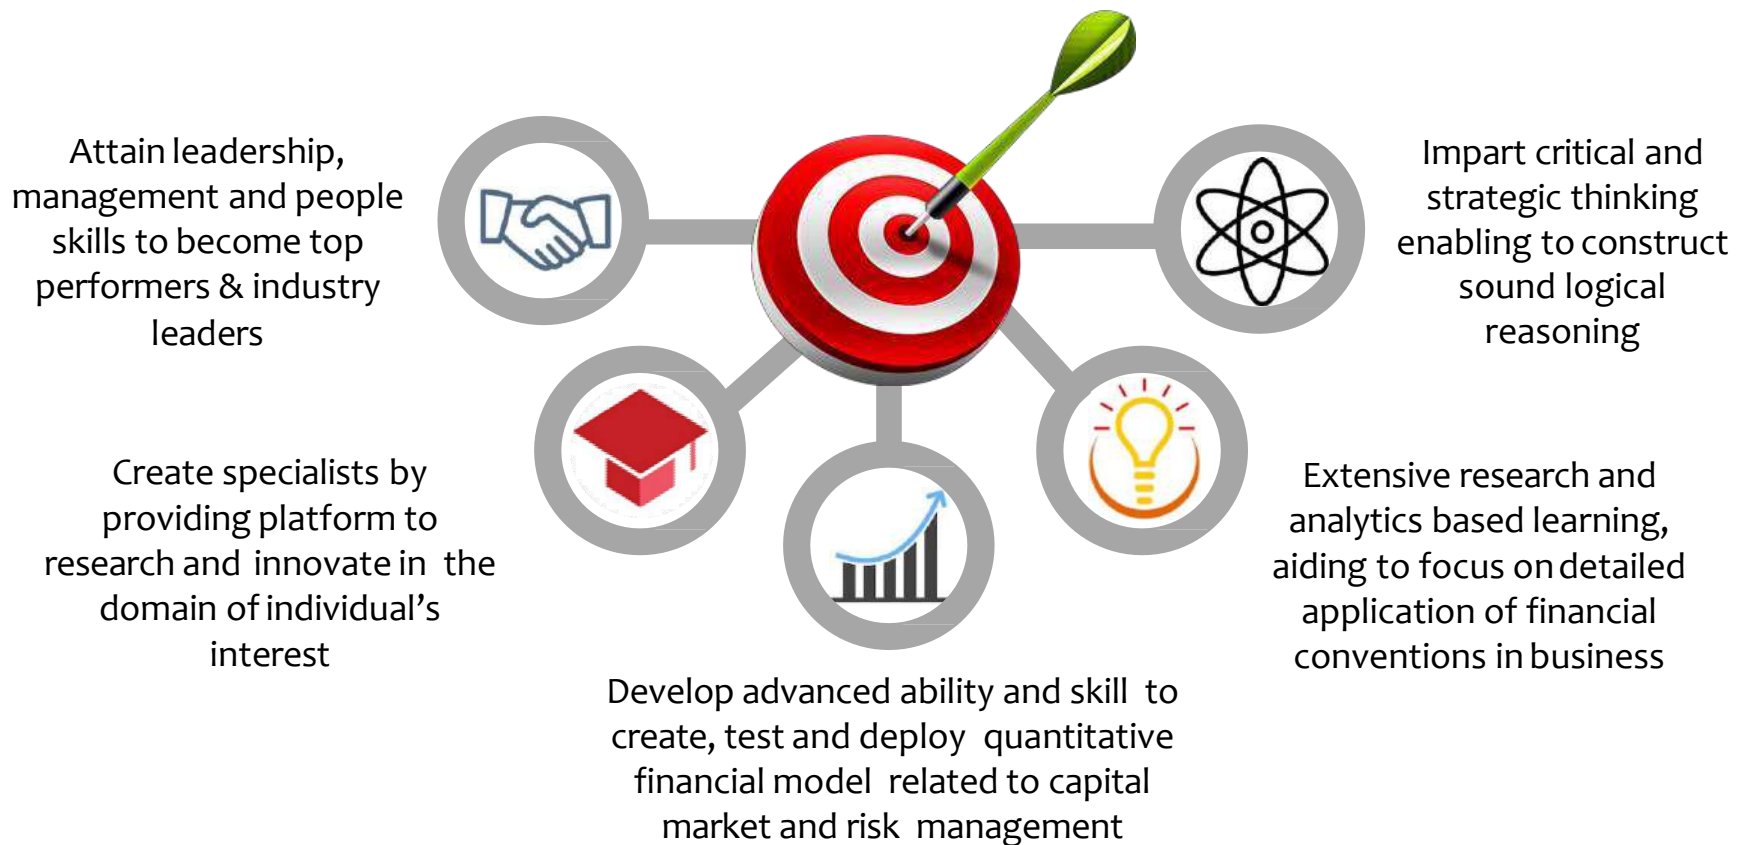 Attain leadership,
management and people
skills to become top
performers & industry
leaders
Impart critical and
strategic thinking
enabling to construct
sound logical
reasoning
Create specialists by
providing platform to
research and innovate in the
domain of individual’s
interest
Extensive research and
analytics based learning,
aiding to focus on detailed
application of financial
conventions in business
Develop advanced ability and skill to
create, test and deploy quantitative
financial model related to capital
market and risk management